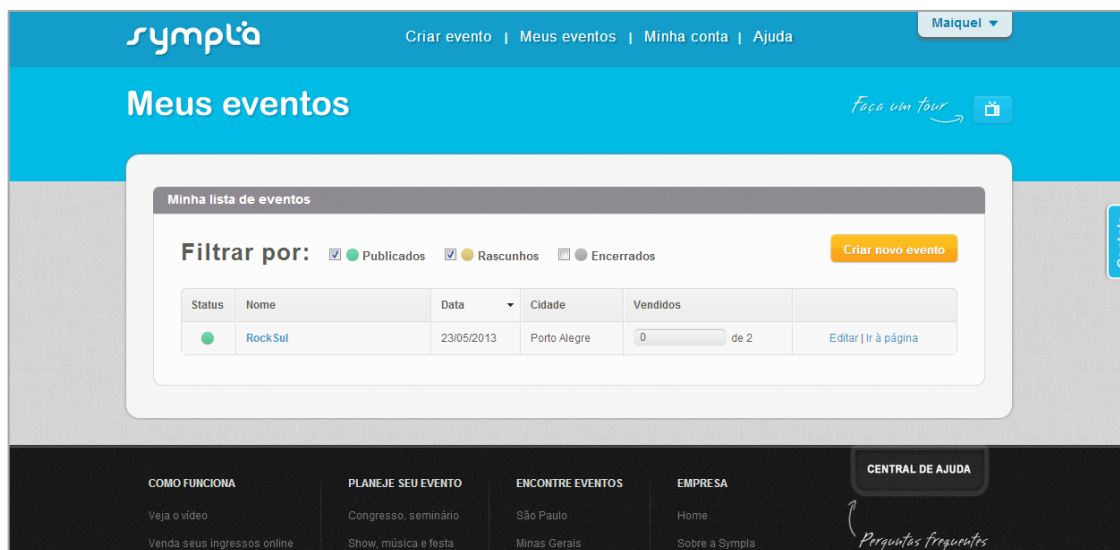 Maiquel
sympla
Criar evento | Meus eventos | Minha conta | Ajuda
Meus eventos
Faça um tour
Minha lista de eventos
Filtrar por: Publicados Rascunhos Encerrados
Criar novo evento
Status Nome Data Cidade Vendidos
RockSul 23/05/2013 Porto Alegre 0 de 2 Editar | Ir à página
CENTRAL DE AJUDA
COMO FUNCIONA PLANEJE SEU EVENTO ENCONTRE EVENTOS EMPRESA
Veja o vídeo Congresso, seminário São Paulo Home
Venda seus ingressos online Show, música e festa Minas Gerais Sobre a Sympla
Perguntas frequentes